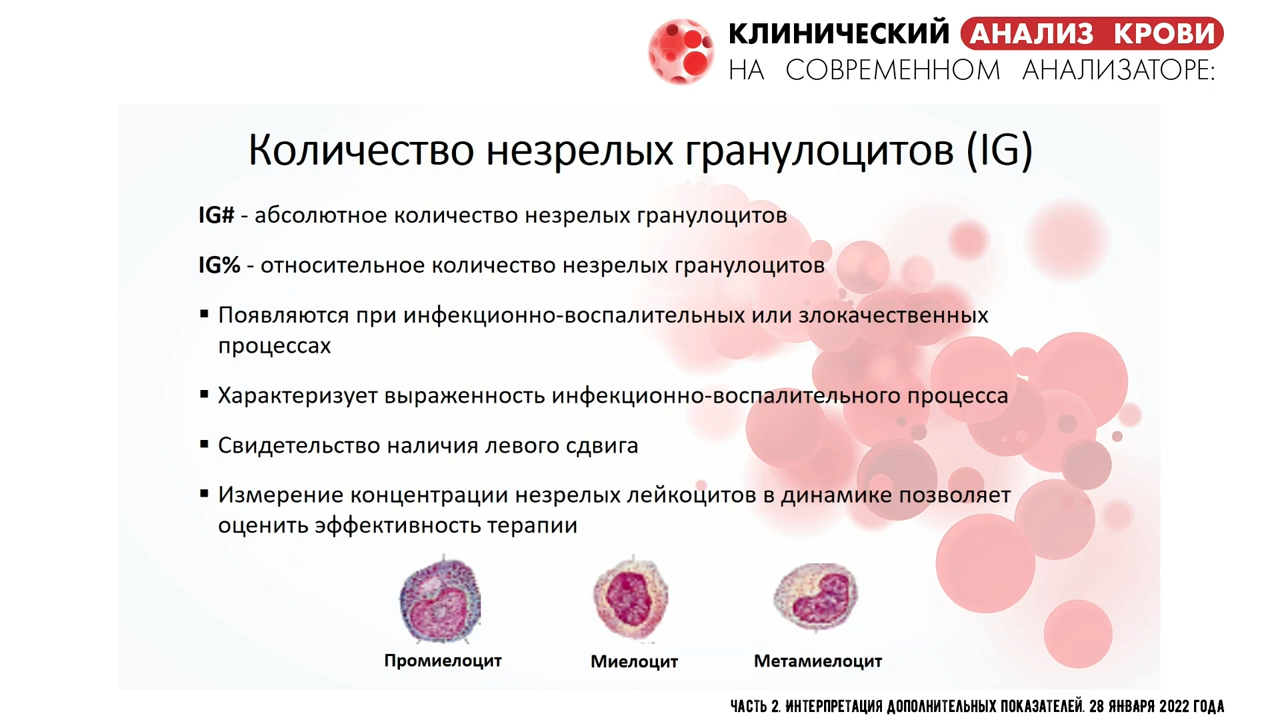 КЛИНИЧЕСКИЙ АНАЛИЗ КРОВИ
НА СОВРЕМЕННОМ АНАЛИЗАТОРЕ:
Количество незрелых гранулоцитов (IG)
IG# - абсолютное количество незрелых гранулоцитов
IG% - относительное количество незрелых гранулоцитов
▪ Появляются при инфекционно-воспалительных или злокачественных
процессах
▪ Характеризует выраженность инфекционно-воспалительного процесса
▪ Свидетельство наличия левого сдвига
▪ Измерение концентрации незрелых лейкоцитов в динамике позволяет
оценить эффективность терапии
Промиелоцит Миелоцит Метамиелоцит
ЧАСТЬ 2. ИНТЕРПРЕТАЦИЯ ДОПОЛНИТЕЛЬНЫХ ПОКАЗАТЕЛЕЙ. 28 ЯНВАРЯ 2022 ГОДА